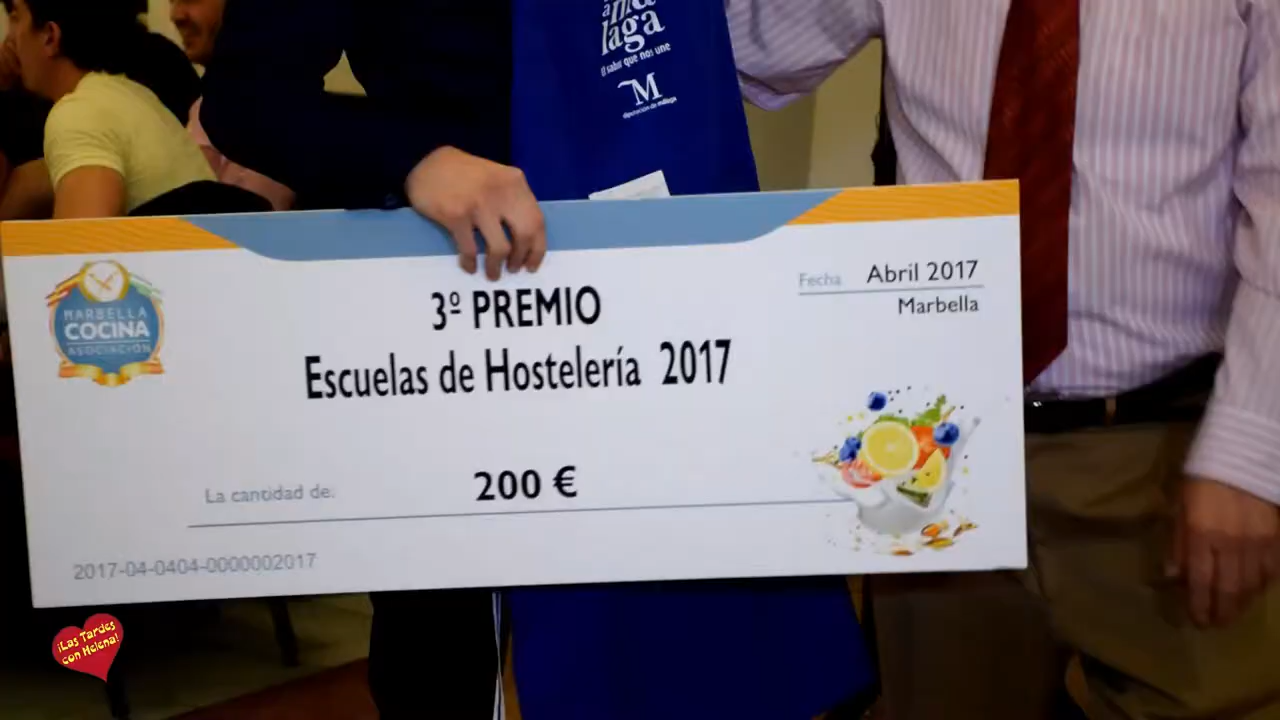 a
laga
El sabor que nos une
M
diputación de málaga
Fecha Abril 2017
Marbella
MARBELLA
COCINA
ASOCIACIÓN
3º PREMIO
Escuelas de Hostelería 2017
La cantidad de: 200 €
2017-04-0404-0000002017
¡Las Tardes
con Helena!